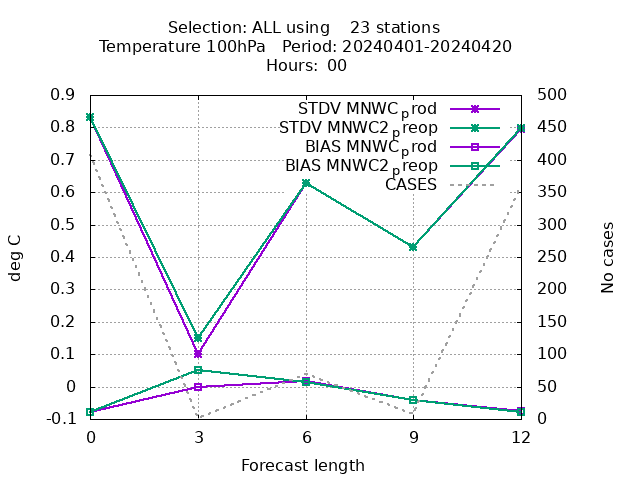 Selection: ALL using    23 stations
Temperature 100hPa   Period: 20240401-20240420
Hours: 00
0.9
0.8
0.7
0.6
0.5
0.4
0.3
0.2
0.1
0
-0.1
500
450
400
350
300
250
200
150
100
50
0
STDV MNWC_prod
STDV MNWC2_preop
BIAS MNWC_prod
BIAS MNWC2_preop
CASES
deg C
No cases
0 3 6 9 12
Forecast length